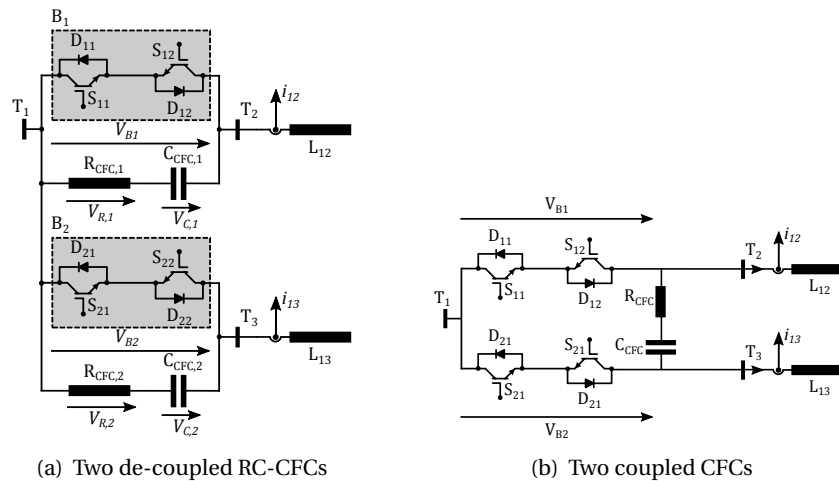 B1
D11
S12
T1
S11
D12
T2
i12
VB1
L12
RCFC,1
CCFC,1
VR,1
VC,1
B2
D21
S22
S21
D22
T3
i13
VB2
L13
RCFC,2
CCFC,2
VR,2
VC,2
(a) Two de-coupled RC-CFCs
VB1
D11
S12
T2
i12
S11
D12
L12
T1
RCFC
D21
S21
CCFC
T3
i13
S21
D21
L13
VB2
(b) Two coupled CFCs